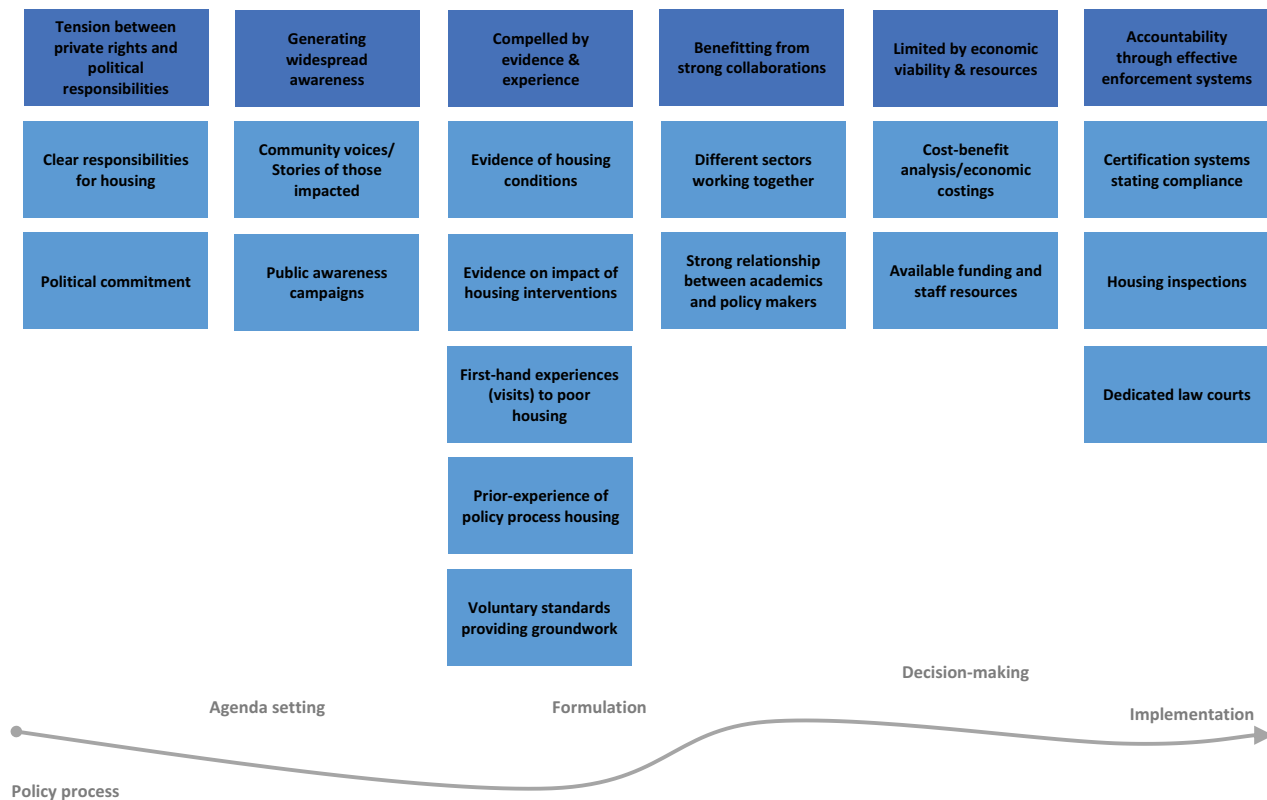 Tension between
private rights and
political
responsibilities
Generating
widespread
awareness
Compelled by
evidence &
experience
Benefitting from
strong collaborations
Limited by economic
viability & resources
Accountability
through effective
enforcement systems
Clear responsibilities
for housing
Community voices/
Stories of those
impacted
Evidence of housing
conditions
Different sectors
working together
Cost-benefit
analysis/economic
costings
Certification systems
stating compliance
Political commitment
Public awareness
campaigns
Evidence on impact of
housing interventions
Strong relationship
between academics
and policy makers
Available funding and
staff resources
Housing inspections
First-hand experiences
(visits) to poor
housing
Dedicated law courts
Prior-experience of
policy process housing
Voluntary standards
providing groundwork
Decision-making
Agenda setting
Formulation
Implementation
Policy process